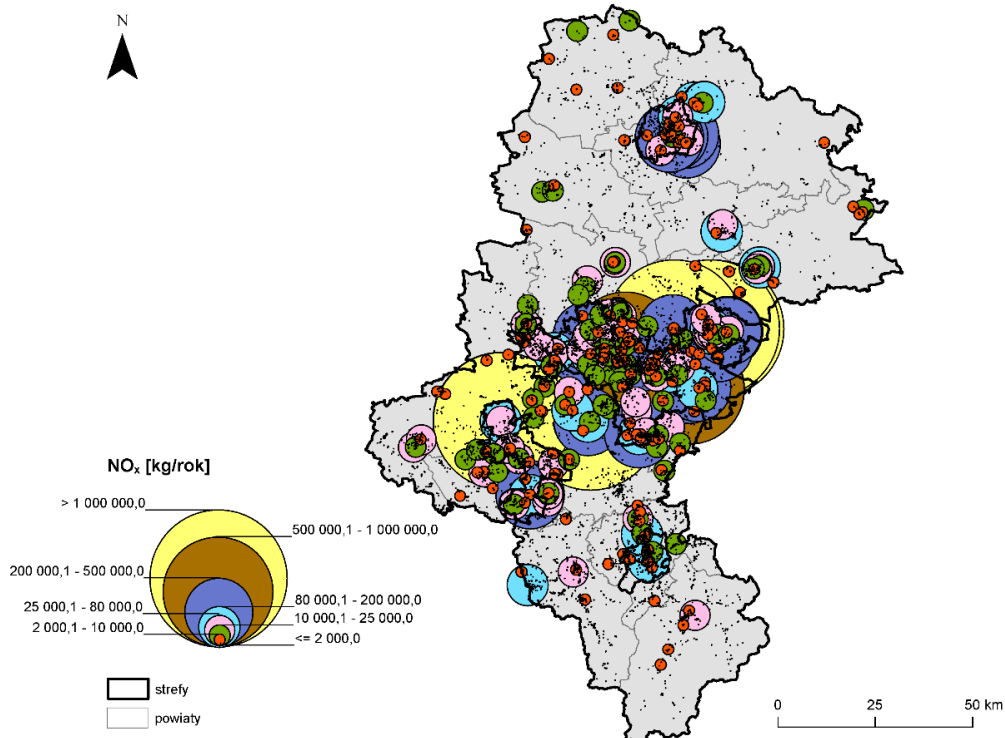 N
NOₓ [kg/rok]
> 1 000 000,0
500 000,1 - 1 000 000,0
200 000,1 - 500 000,0
80 000,1 - 200 000,0
25 000,1 - 80 000,0
10 000,1 - 25 000,0
2 000,1 - 10 000,0
<= 2 000,0
strefy
powiaty
0 25 50 km